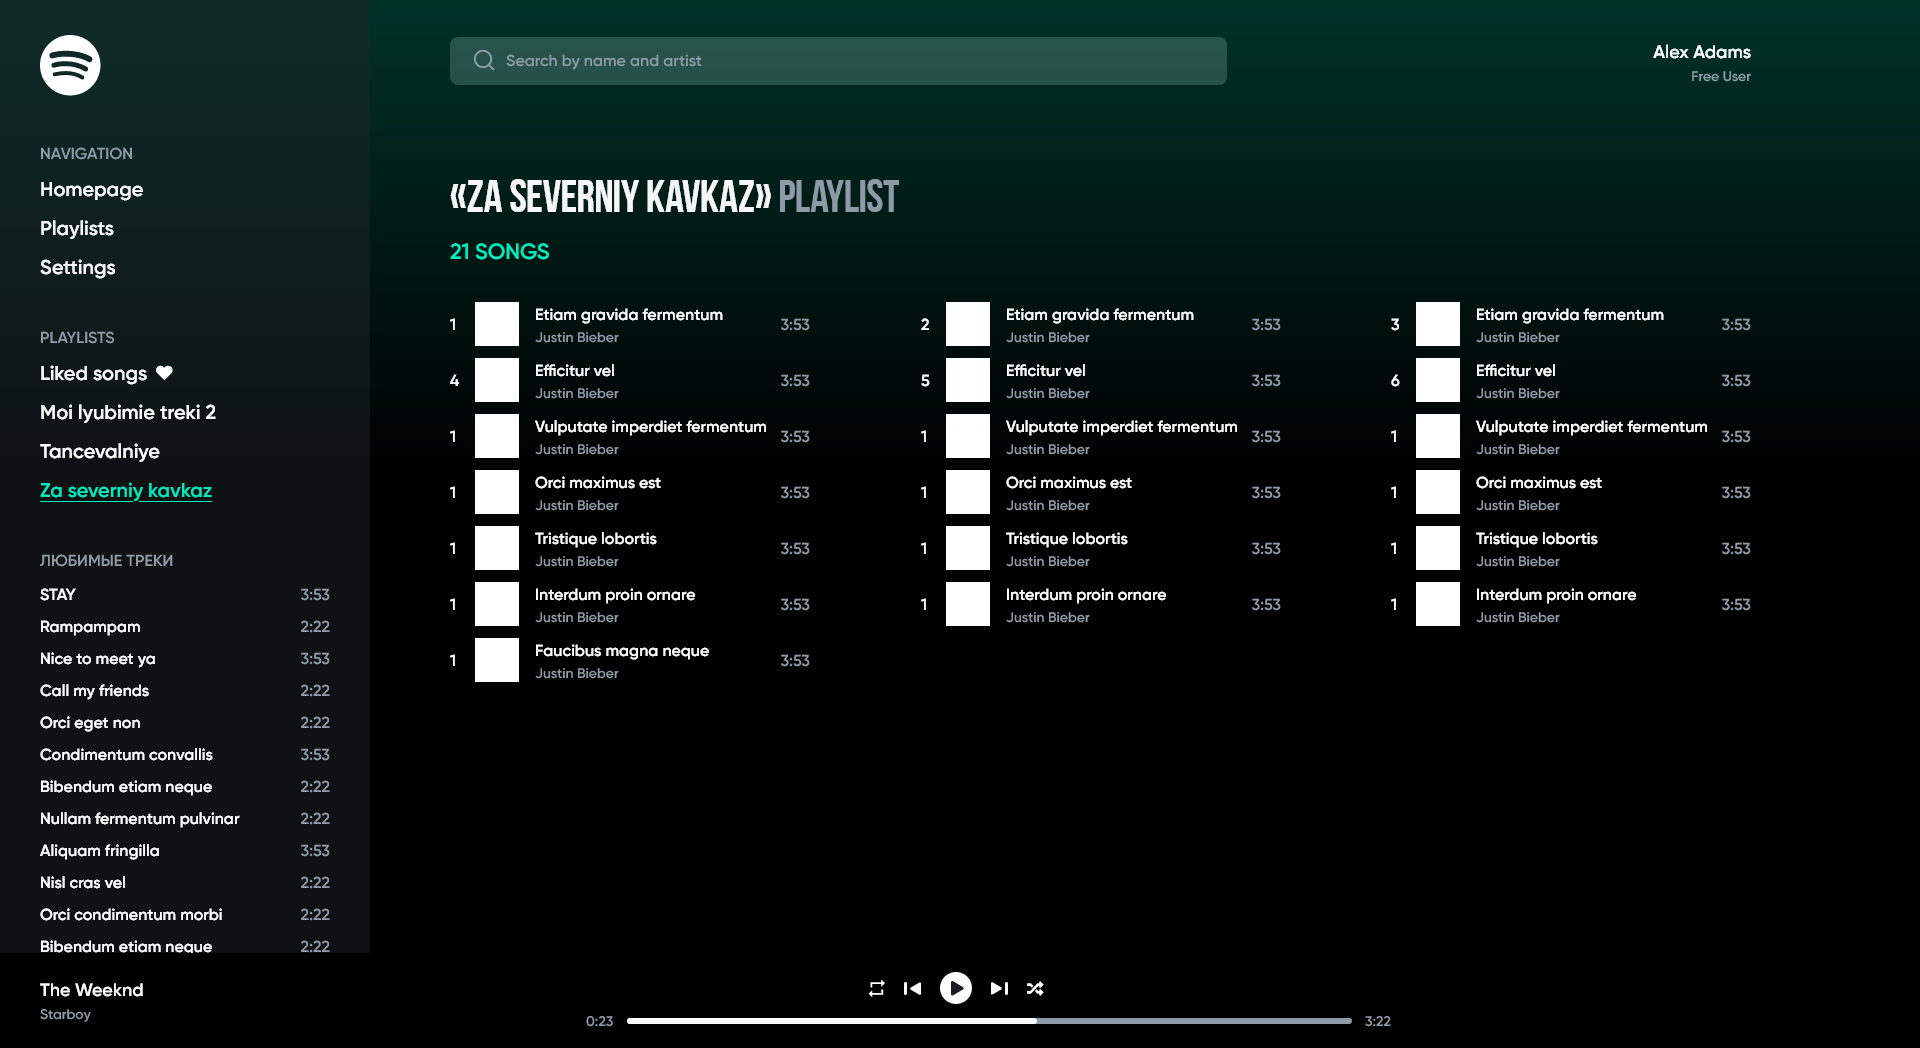 NAVIGATION
Homepage
Playlists
Settings
PLAYLISTS
Liked songs
Moi lyubimie treki 2
Tancevalniye
Za severniy kavkaz
ЛЮБИМЫЕ ТРЕКИ
STAY 3:53
Rampampam 2:22
Nice to meet ya 3:53
Call my friends 2:22
Orci eget non 2:22
Condimentum convallis 3:53
Bibendum etiam neque 2:22
Nullam fermentum pulvinar 2:22
Aliquam fringilla 3:53
Nisl cras vel 2:22
Orci condimentum morbi 2:22
Bibendum etiam neque 2:22
Search by name and artist
Alex Adams
Free User
«ZA SEVERNIY KAVKAZ» PLAYLIST
21 SONGS
1 Etiam gravida fermentum 3:53
Justin Bieber
2 Etiam gravida fermentum 3:53
Justin Bieber
3 Etiam gravida fermentum 3:53
Justin Bieber
4 Efficitur vel 3:53
Justin Bieber
5 Efficitur vel 3:53
Justin Bieber
6 Efficitur vel 3:53
Justin Bieber
1 Vulputate imperdiet fermentum 3:53
Justin Bieber
1 Vulputate imperdiet fermentum 3:53
Justin Bieber
1 Vulputate imperdiet fermentum 3:53
Justin Bieber
1 Orci maximus est 3:53
Justin Bieber
1 Orci maximus est 3:53
Justin Bieber
1 Orci maximus est 3:53
Justin Bieber
1 Tristique lobortis 3:53
Justin Bieber
1 Tristique lobortis 3:53
Justin Bieber
1 Tristique lobortis 3:53
Justin Bieber
1 Interdum proin ornare 3:53
Justin Bieber
1 Interdum proin ornare 3:53
Justin Bieber
1 Interdum proin ornare 3:53
Justin Bieber
1 Faucibus magna neque 3:53
Justin Bieber
The Weeknd
Starboy
0:23
3:22